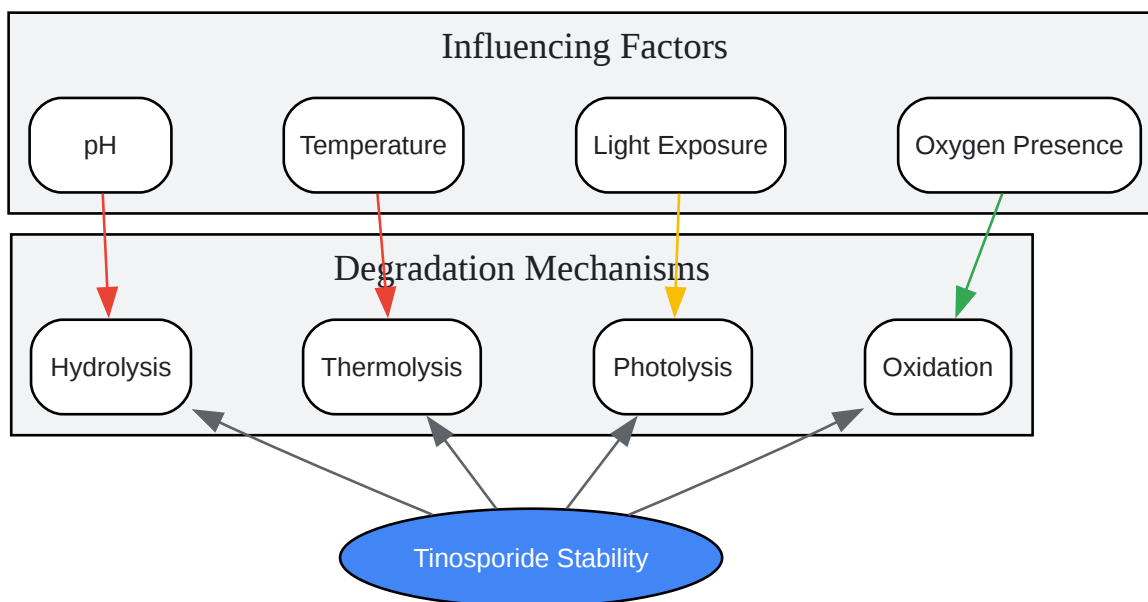 Influencing Factors
pH
Temperature
Light Exposure
Oxygen Presence
Degradation Mechanisms
Hydrolysis
Thermolysis
Photolysis
Oxidation
Tinosporide Stability